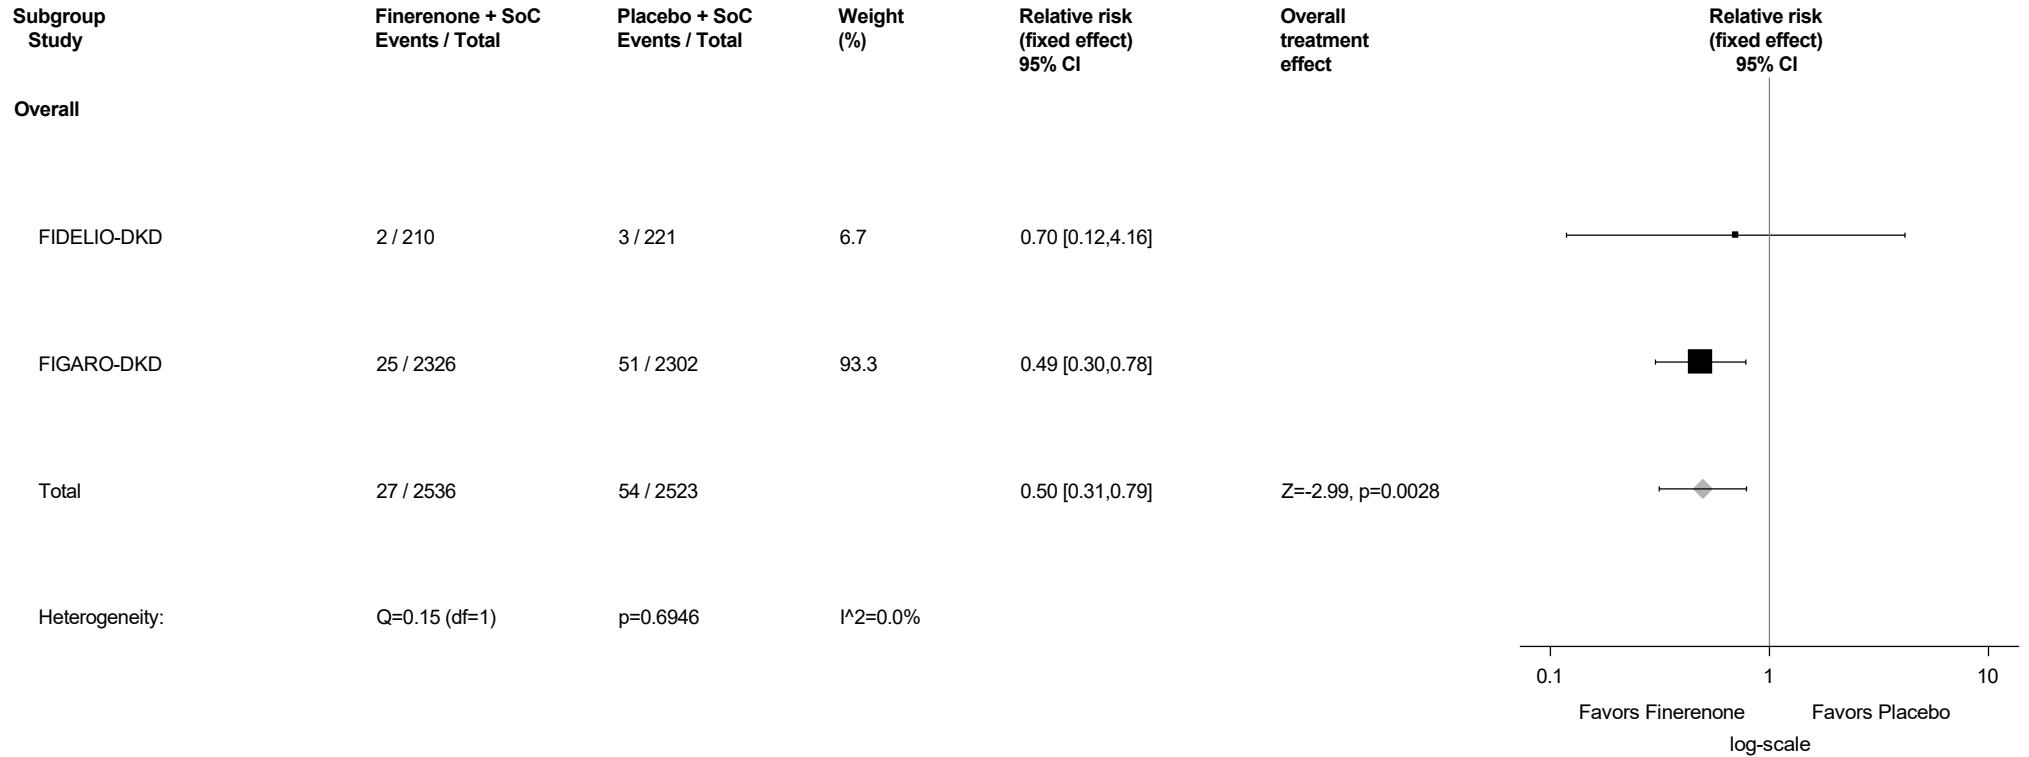 Subgroup Finerenone + SoC Placebo + SoC Weight Relative risk Overall Relative risk
Study Events / Total Events / Total (%) (fixed effect) treatment (fixed effect)
95% CI effect 95% CI
Overall
FIDELIO-DKD 2 / 210 3 / 221 6.7 0.70 [0.12,4.16]
FIGARO-DKD 25 / 2326 51 / 2302 93.3 0.49 [0.30,0.78]
Total 27 / 2536 54 / 2523 0.50 [0.31,0.79] Z=-2.99, p=0.0028
Heterogeneity: Q=0.15 (df=1) p=0.6946 I^2=0.0%
0.1 1 10
Favors Finerenone Favors Placebo
log-scale